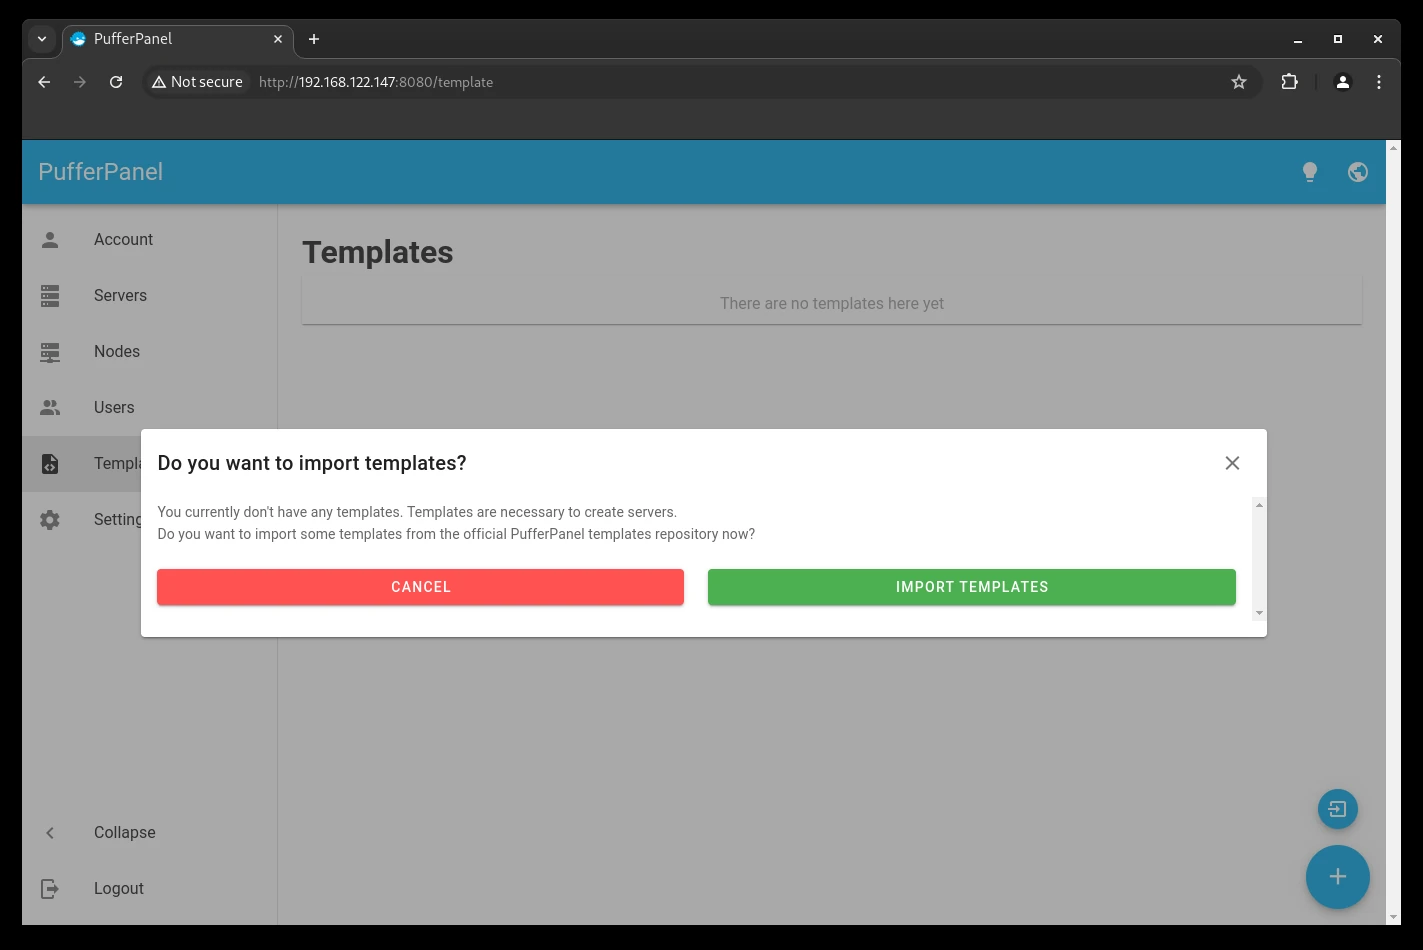 PufferPanel
Not secure http://192.168.122.147:8080/template
PufferPanel
Account
Servers
Nodes
Users
Templa
Setting
Collapse
Logout
Templates
There are no templates here yet
Do you want to import templates?
You currently don't have any templates. Templates are necessary to create servers.
Do you want to import some templates from the official PufferPanel templates repository now?
CANCEL
IMPORT TEMPLATES